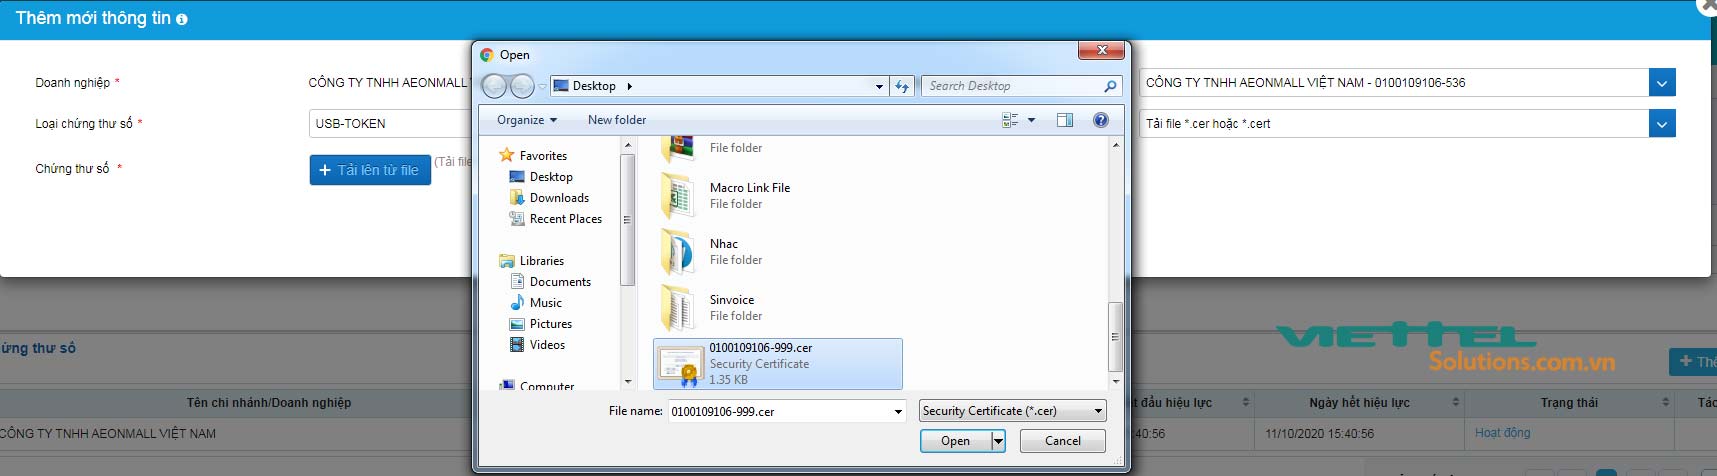 Thêm mới thông tin
Doanh nghiệp *
CÔNG TY TNHH AEONMALL
CÔNG TY TNHH AEONMALL VIỆT NAM - 0100109106-536
Loại chứng thư số *
USB-TOKEN
Tải file *.cer hoặc *.cert
Chứng thư số *
+ Tải lên từ file
(Tải file
Open
Desktop
Search Desktop
Organize
New folder
Favorites
Desktop
Downloads
Recent Places
Libraries
Documents
Music
Pictures
Videos
Computer
File folder
Macro Link File
File folder
Nhac
File folder
Sinvoice
File folder
0100109106-999.cer
Security Certificate
1.35 KB
File name:
0100109106-999.cer
Security Certificate (*.cer)
Open
Cancel
ứng thư số
VIETTEL
Solutions.com.vn
+ Thê
Tên chi nhánh/Doanh nghiệp
t đầu hiệu lực
Ngày hết hiệu lực
Trạng thái
Tác
CÔNG TY TNHH AEONMALL VIỆT NAM
:40:56
11/10/2020 15:40:56
Hoạt động